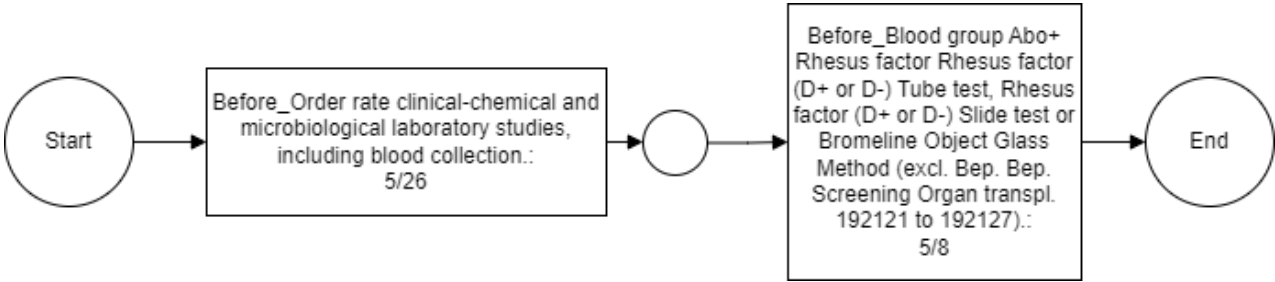 Start
Before_Order rate clinical-chemical and
microbiological laboratory studies,
including blood collection.:
5/26
Before_Blood group Abo+
Rhesus factor Rhesus factor
(D+ or D-) Tube test, Rhesus
factor (D+ or D-) Slide test or
Bromeline Object Glass
Method (excl. Bep. Bep.
Screening Organ transpl.
192121 to 192127).:
5/8
End